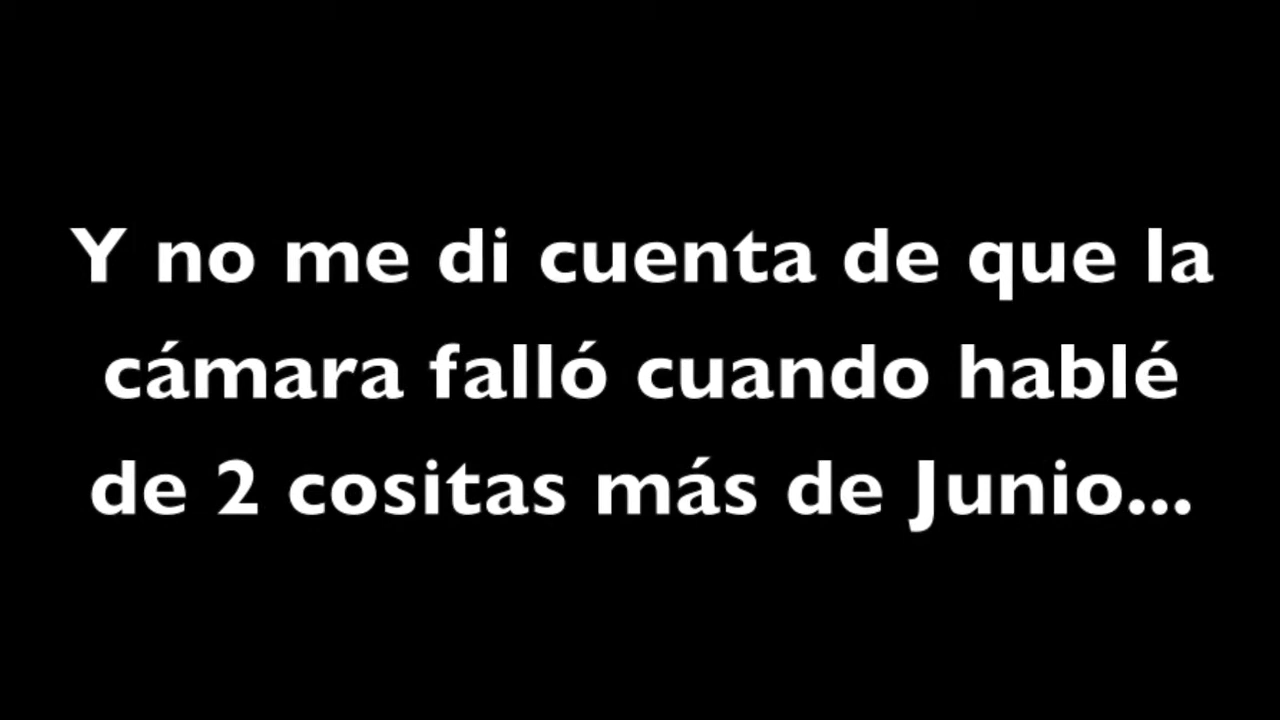 Y no me di cuenta de que la
cámara falló cuando hablé
de 2 cositas más de Junio...